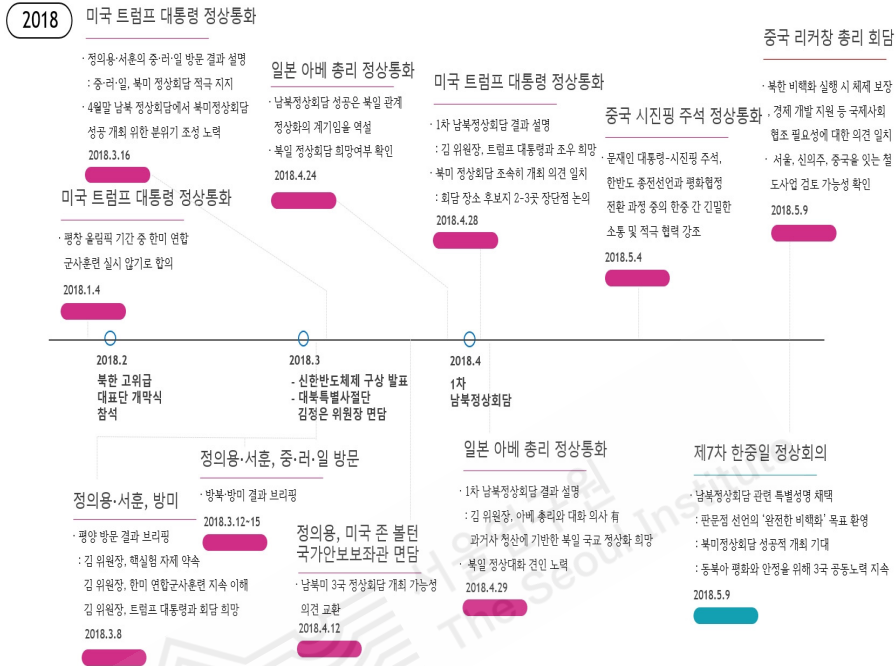 2018
미국 트럼프 대통령 정상통화
· 정의용·서훈의 중·러·일 방문 결과 설명
: 중·러·일, 북미 정상회담 적극 지지
· 4월말 남북 정상회담에서 북미정상회담
성공 개최 위한 분위기 조성 노력
2018.3.16
미국 트럼프 대통령 정상통화
· 평창 올림픽 기간 중 한미 연합
군사훈련 실시 않기로 합의
2018.1.4
일본 아베 총리 정상통화
· 남북정상회담 성공은 북일 관계
정상화의 계기임을 역설
· 북일 정상회담 희망여부 확인
2018.4.24
미국 트럼프 대통령 정상통화
· 1차 남북정상회담 결과 설명
: 김 위원장, 트럼프 대통령과 조우 희망
· 북미 정상회담 조속히 개최 의견 일치
: 회담 장소 후보지 2-3곳 장단점 논의
2018.4.28
중국 시진핑 주석 정상통화
· 문재인 대통령-시진핑 주석,
한반도 종전선언과 평화협정
전환 과정 중의 한중 간 긴밀한
소통 및 적극 협력 강조
2018.5.4
중국 리커창 총리 회담
· 북한 비핵화 실행 시 체제 보장
, 경제 개발 지원 등 국제사회
협조 필요성에 대한 의견 일치
· 서울, 신의주, 중국을 잇는 철
도사업 검토 가능성 확인
2018.5.9
2018.2
북한 고위급
대표단 개막식
참석
2018.3
- 신한반도체제 구상 발표
- 대북특별사절단
김정은 위원장 면담
2018.4
1차
남북정상회담
정의용·서훈, 방미
· 평양 방문 결과 브리핑
: 김 위원장, 핵실험 자제 약속
김 위원장, 한미 연합군사훈련 지속 이해
김 위원장, 트럼프 대통령과 회담 희망
2018.3.8
정의용·서훈, 중·러·일 방문
· 방북·방미 결과 브리핑
2018.3.12~15
정의용, 미국 존 볼턴
국가안보보좌관 면담
· 남북미 3국 정상회담 개최 가능성
의견 교환
2018.4.12
일본 아베 총리 정상통화
· 1차 남북정상회담 결과 설명
: 김 위원장, 아베 총리와 대화 의사 有
과거사 청산에 기반한 북일 국교 정상화 희망
· 북일 정상대화 견인 노력
2018.4.29
제7차 한중일 정상회의
· 남북정상회담 관련 특별성명 채택
: 판문점 선언의 '완전한 비핵화' 목표 환영
: 북미정상회담 성공적 개최 기대
: 동북아 평화와 안정을 위해 3국 공동노력 지속
2018.5.9
서울연구원
The Seoul Institute